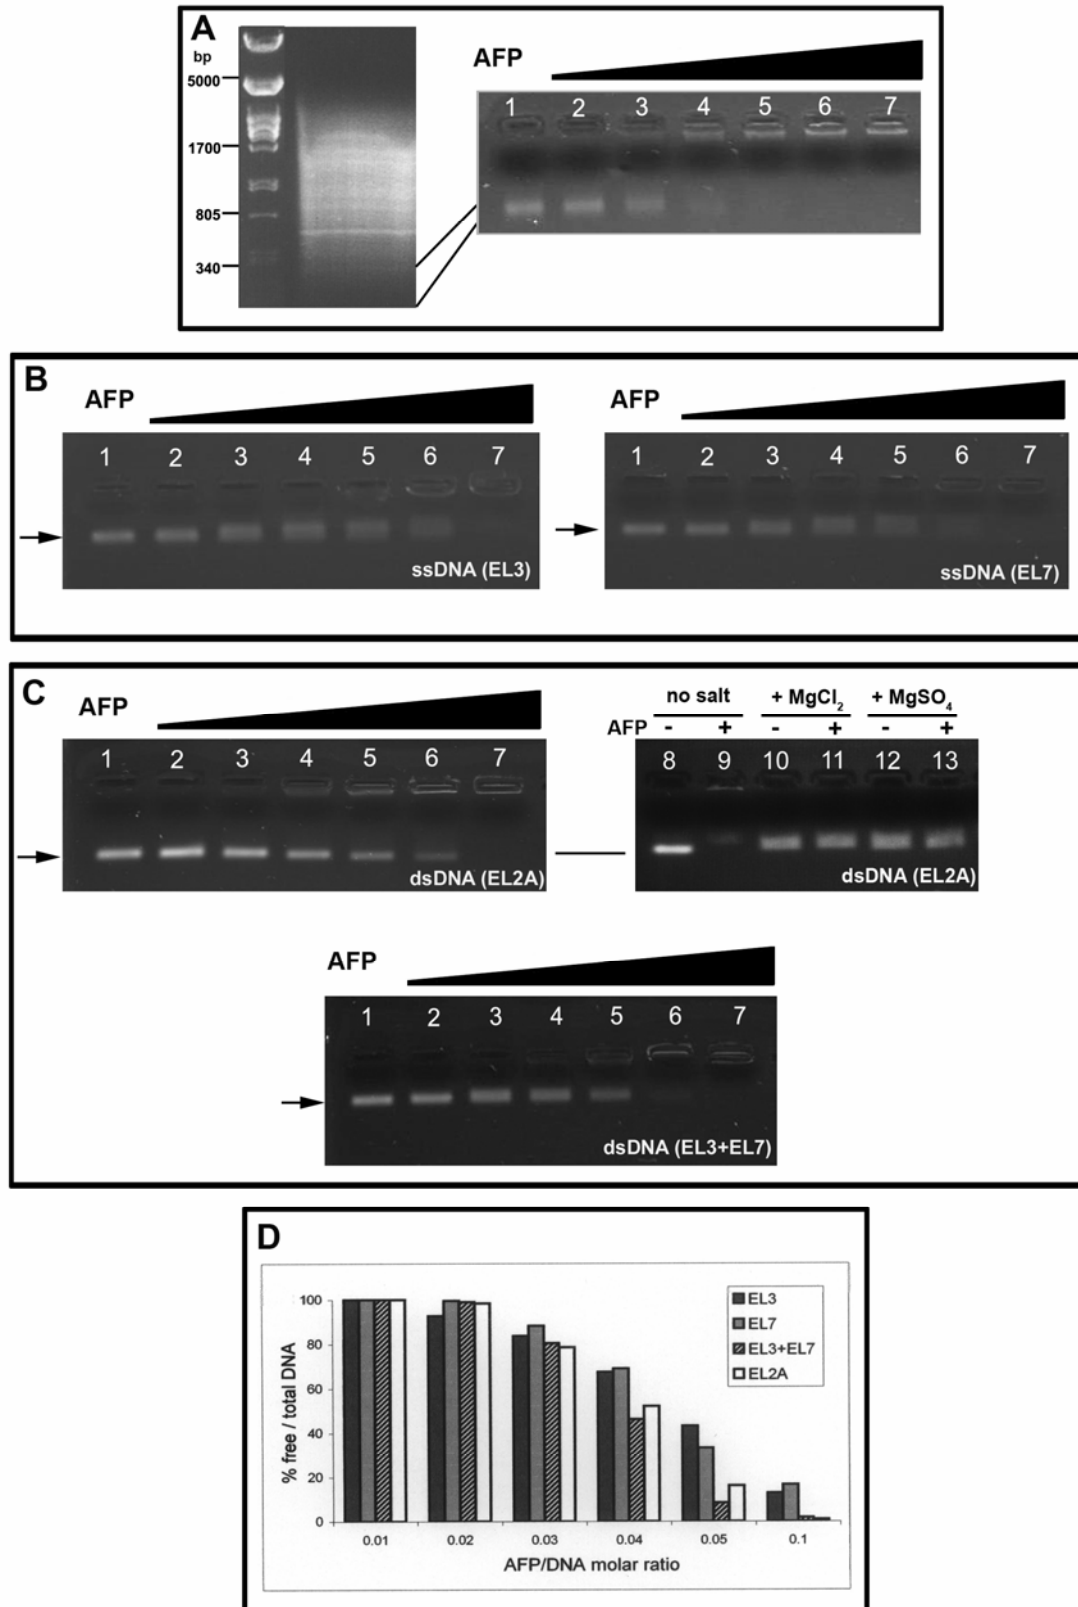 A
bp
5000
1700
805
340
AFP
1 2 3 4 5 6 7
B
AFP
1 2 3 4 5 6 7
ssDNA (EL3)
AFP
1 2 3 4 5 6 7
ssDNA (EL7)
C
AFP
1 2 3 4 5 6 7
dsDNA (EL2A)
no salt + MgCl₂ + MgSO₄
AFP - + - + - +
8 9 10 11 12 13
dsDNA (EL2A)
AFP
1 2 3 4 5 6 7
dsDNA (EL3+EL7)
D
% free / total DNA
100
80
60
40
20
0
0.01 0.02 0.03 0.04 0.05 0.1
AFP/DNA molar ratio
EL3
EL7
EL3+EL7
EL2A